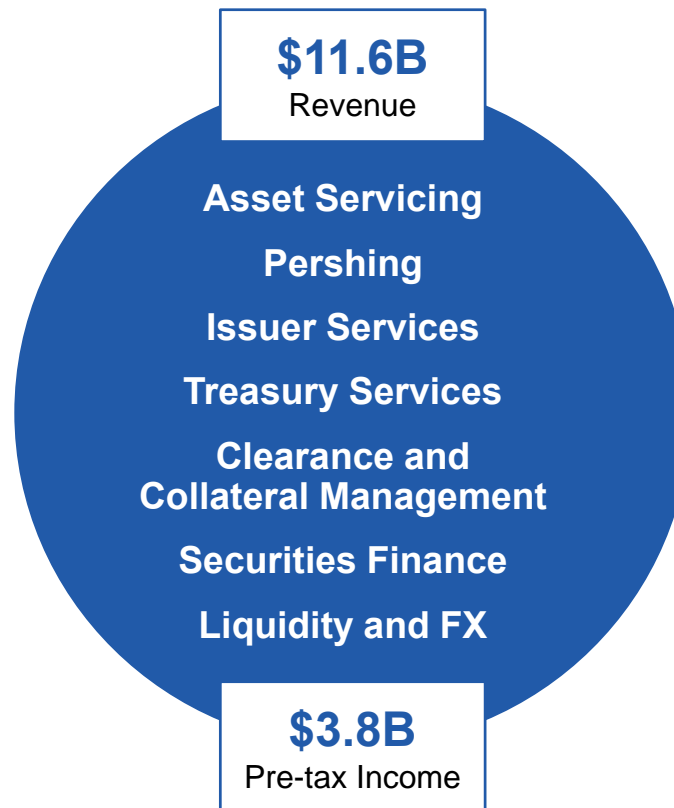 $11.6B
Revenue
Asset Servicing
Pershing
Issuer Services
Treasury Services
Clearance and
Collateral Management
Securities Finance
Liquidity and FX
$3.8B
Pre-tax Income